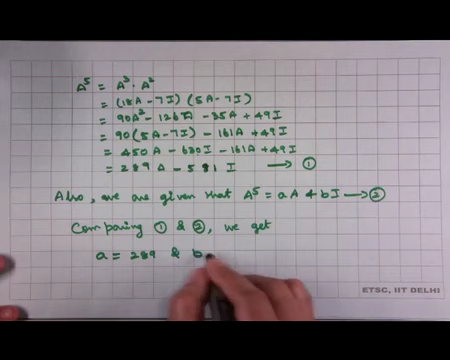 A⁵ = A³ · A²
= (18A - 7I) (5A - 7I)
= 90A² - 126A - 35A + 49I
= 90(5A - 7I) - 161A + 49I
= 450A - 630I - 161A + 49I
= 289A - 581 I → ①
Also, we are given that A⁵ = aA + bI → ②
Comparing ① & ②, we get
a = 289 & b
ETSC, IIT DELHI